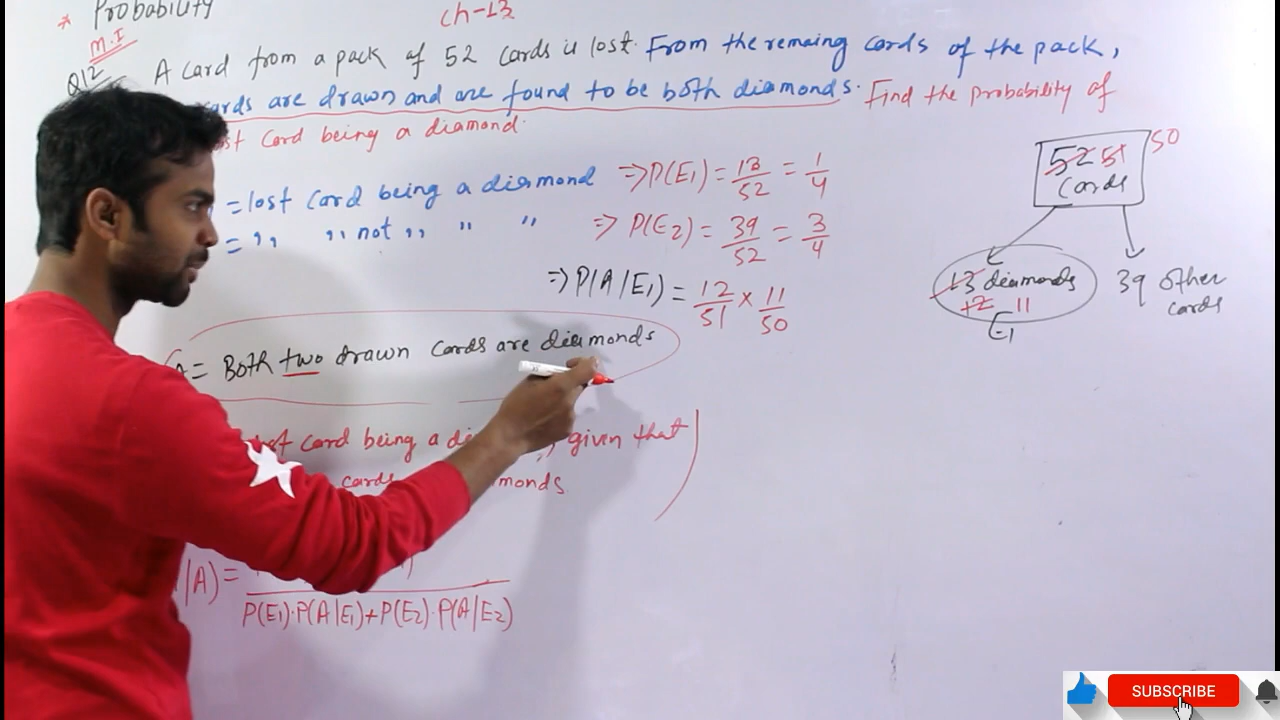 * Probability
ch-13
M.I
Q12 A card from a pack of 52 cards is lost. From the remaing cards of the pack,
ards are drawn and are found to be both diamonds. Find the probability of
st card being a diamond.
= lost card being a diamond ⇒ P(E1) = 13/52 = 1/4
= ,, ,, not ,, ,, ,, ⇒ P(E2) = 39/52 = 3/4
⇒ P(A/E1) = 12/51 × 11/50
= Both two drawn cards are diamonds
card being a di given that
cards monds
|A) =
P(E1)·P(A|E1)+P(E2)·P(A|E2)
52 51 50
cards
13 diamonds 39 other
12 11 cards
E1
SUBSCRIBE